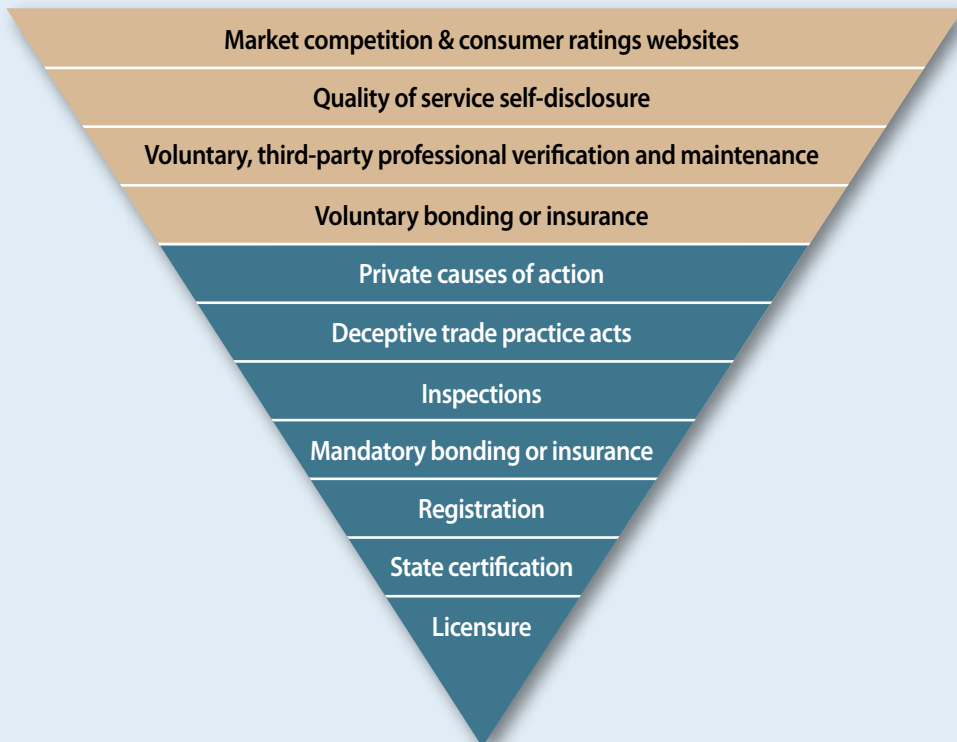 Market competition & consumer ratings websites
Quality of service self-disclosure
Voluntary, third-party professional verification and maintenance
Voluntary bonding or insurance
Private causes of action
Deceptive trade practice acts
Inspections
Mandatory bonding or insurance
Registration
State certification
Licensure